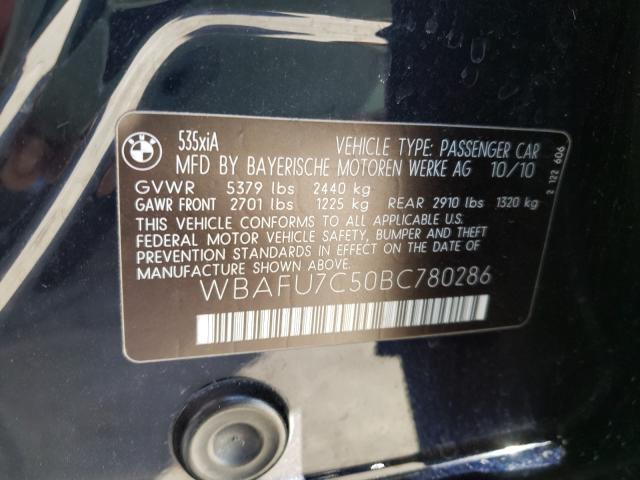 BMW
535xiA
VEHICLE TYPE: PASSENGER CAR
MFD BY BAYERISCHE MOTOREN WERKE AG 10/10
GVWR 5379 lbs 2440 kg
GAWR FRONT 2701 lbs 1225 kg REAR 2910 lbs 1320 kg
THIS VEHICLE CONFORMS TO ALL APPLICABLE U.S.
FEDERAL MOTOR VEHICLE SAFETY, BUMPER AND THEFT
PREVENTION STANDARDS IN EFFECT ON THE DATE OF
MANUFACTURE SHOWN ABOVE.
WBAFU7C50BC780286
2 122 606